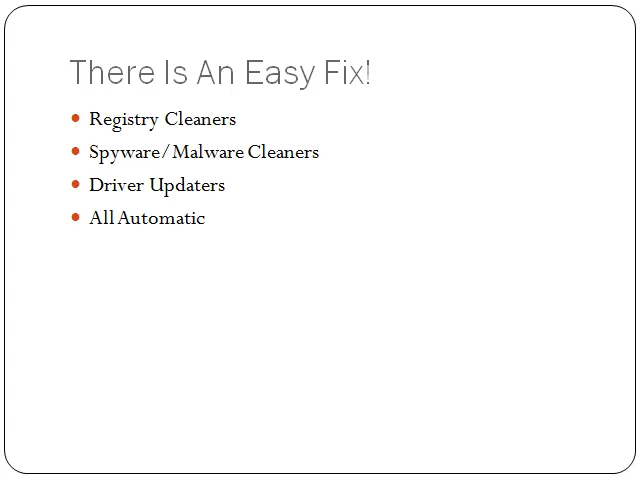 There Is An Easy Fix!
Registry Cleaners
Spyware/Malware Cleaners
Driver Updaters
All Automatic